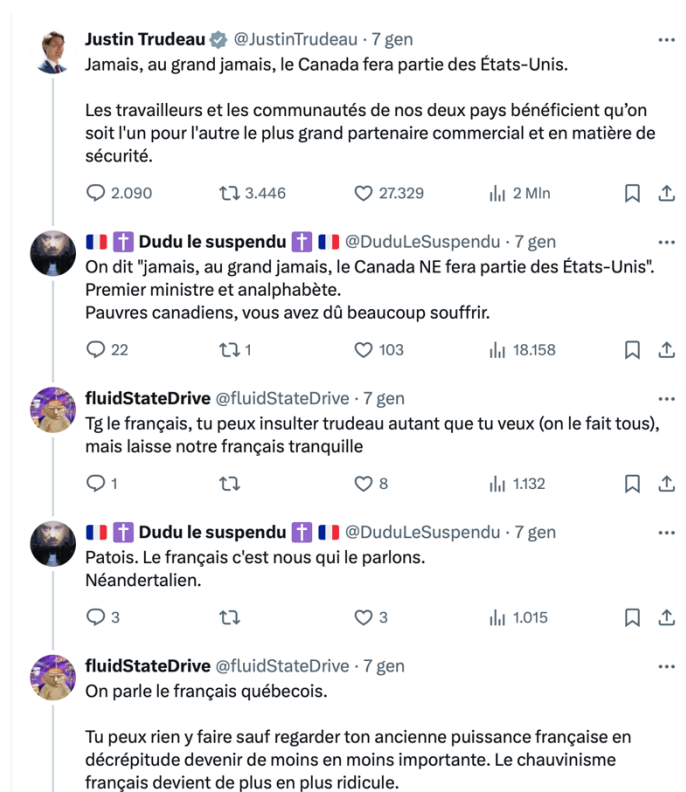 Justin Trudeau @JustinTrudeau · 7 gen
Jamais, au grand jamais, le Canada fera partie des États-Unis.
Les travailleurs et les communautés de nos deux pays bénéficient qu’on
soit l'un pour l'autre le plus grand partenaire commercial et en matière de
sécurité.
2.090 3.446 27.329 2 Mln
🇫🇷 ✝️ Dudu le suspendu ✝️ 🇫🇷 @DuduLeSuspendu · 7 gen
On dit "jamais, au grand jamais, le Canada NE fera partie des États-Unis".
Premier ministre et analphabète.
Pauvres canadiens, vous avez dû beaucoup souffrir.
22 1 103 18.158
fluidStateDrive @fluidStateDrive · 7 gen
Tg le français, tu peux insulter trudeau autant que tu veux (on le fait tous),
mais laisse notre français tranquille
1 8 1.132
🇫🇷 ✝️ Dudu le suspendu ✝️ 🇫🇷 @DuduLeSuspendu · 7 gen
Patois. Le français c'est nous qui le parlons.
Néandertalien.
3 3 1.015
fluidStateDrive @fluidStateDrive · 7 gen
On parle le français québecois.
Tu peux rien y faire sauf regarder ton ancienne puissance française en
décrépitude devenir de moins en moins importante. Le chauvinisme
français devient de plus en plus ridicule.